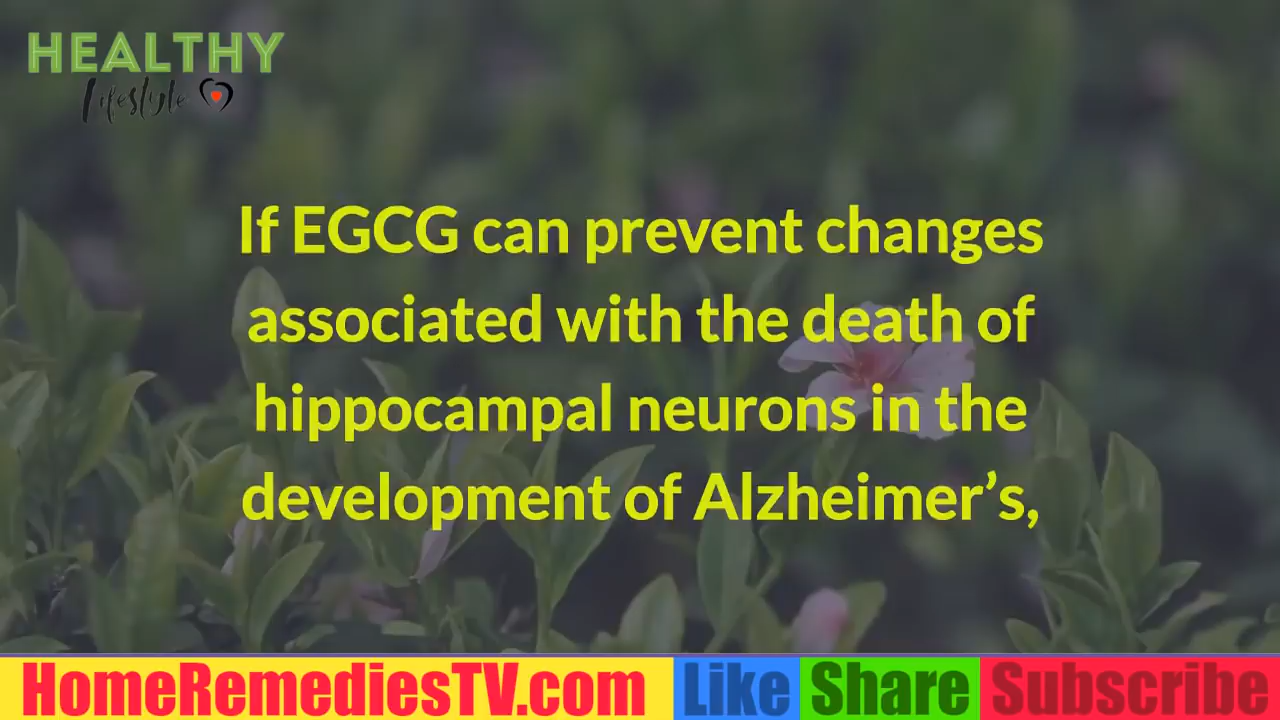 HEALTHY
Lifestyle
If EGCG can prevent changes
associated with the death of
hippocampal neurons in the
development of Alzheimer’s,
HomeRemediesTV.com Like Share Subscribe